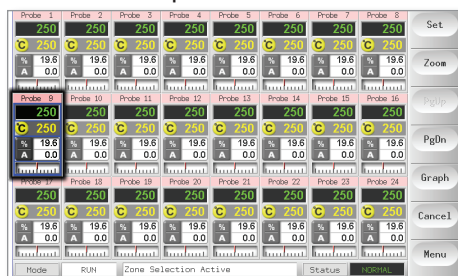 Probe 1 Probe 2 Probe 3 Probe 4 Probe 5 Probe 6 Probe 7 Probe 8 Set
250 250 250 250 250 250 250 250
C 250 C 250 C 250 C 250 C 250 C 250 C 250 C 250
% 19.6 % 19.6 % 19.6 % 19.6 % 19.6 % 19.6 % 19.6 % 19.6 Zoom
A 0.0 A 0.0 A 0.0 A 0.0 A 0.0 A 0.0 A 0.0 A 0.0
Probe 9 Probe 10 Probe 11 Probe 12 Probe 13 Probe 14 Probe 15 Probe 16 PgUp
250 250 250 250 250 250 250 250
C 250 C 250 C 250 C 250 C 250 C 250 C 250 C 250
% 19.6 % 19.6 % 19.6 % 19.6 % 19.6 % 19.6 % 19.6 % 19.6 PgDn
A 0.0 A 0.0 A 0.0 A 0.0 A 0.0 A 0.0 A 0.0 A 0.0
Probe 17 Probe 18 Probe 19 Probe 20 Probe 21 Probe 22 Probe 23 Probe 24 Graph
250 250 250 250 250 250 250 250
C 250 C 250 C 250 C 250 C 250 C 250 C 250 C 250 Cancel
% 19.6 % 19.6 % 19.6 % 19.6 % 19.6 % 19.6 % 19.6 % 19.6
A 0.0 A 0.0 A 0.0 A 0.0 A 0.0 A 0.0 A 0.0 A 0.0
Mode RUN Zone Selection Active Status NORMAL Menu